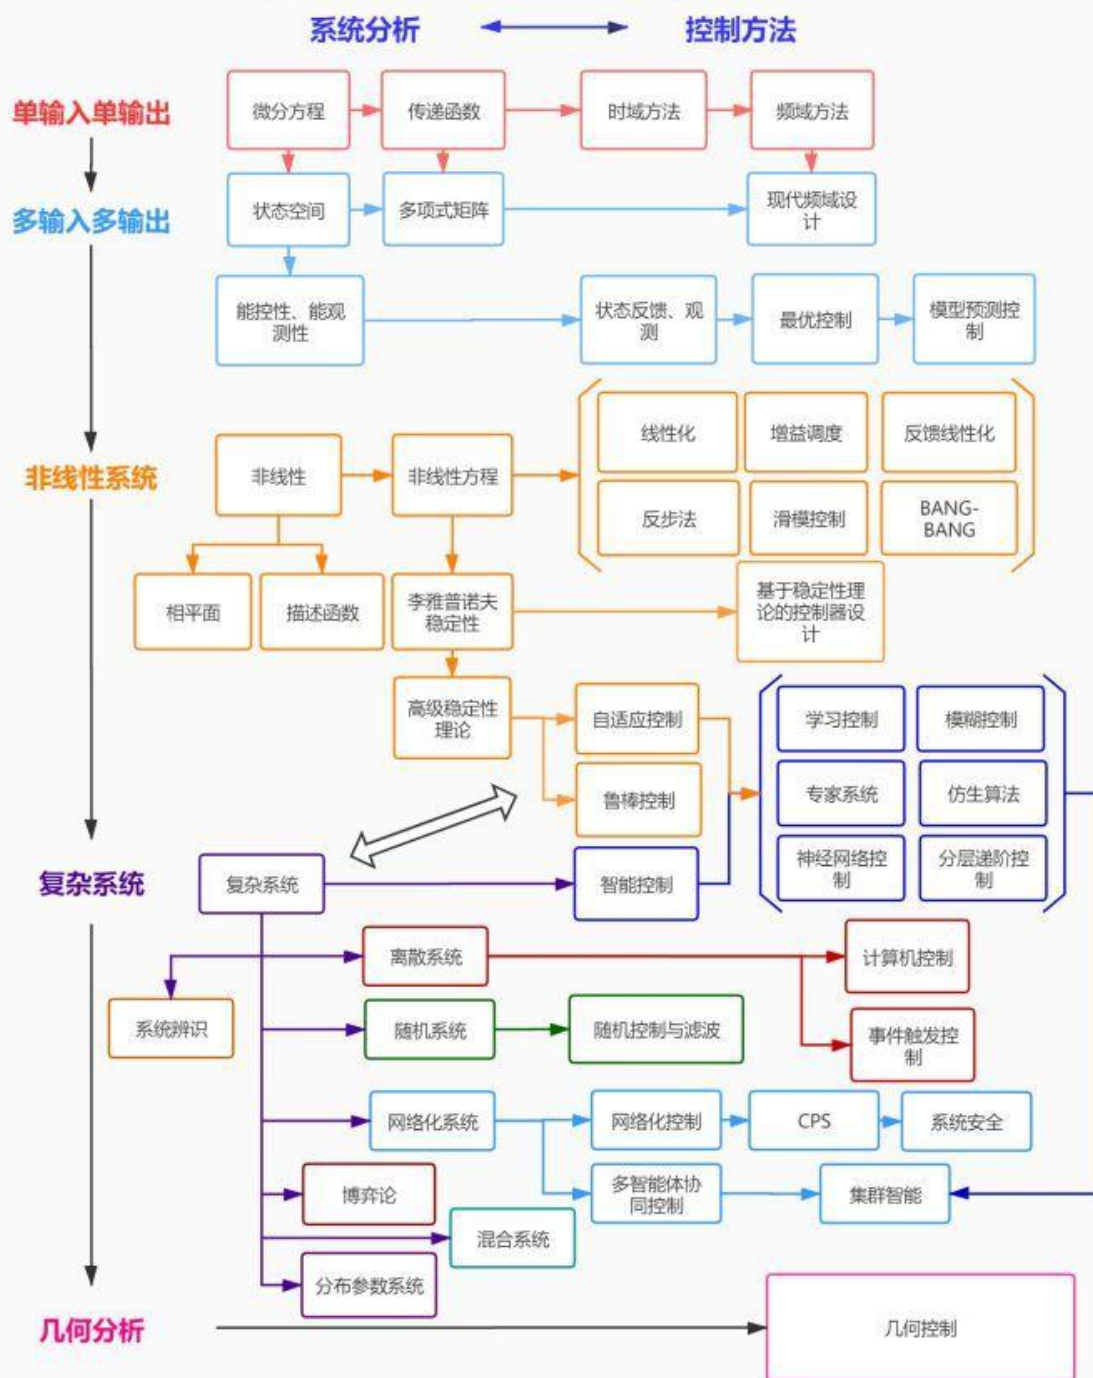 系统分析
控制方法
单输入单输出
微分方程
传递函数
时域方法
频域方法
多输入多输出
状态空间
多项式矩阵
现代频域设
计
能控性、能观
测性
状态反馈、观
测
最优控制
模型预测控
制
非线性系统
非线性
非线性方程
线性化
增益调度
反馈线性化
反步法
滑模控制
BANG-
BANG
相平面
描述函数
李雅普诺夫
稳定性
基于稳定性理
论的控制器设
计
高级稳定性
理论
自适应控制
鲁棒控制
学习控制
模糊控制
专家系统
仿生算法
神经网络控
制
分层递阶控
制
复杂系统
复杂系统
智能控制
离散系统
计算机控制
系统辨识
随机系统
随机控制与滤波
事件触发控
制
网络化系统
网络化控制
CPS
系统安全
博弈论
多智能体协
同控制
集群智能
混合系统
分布参数系统
几何分析
几何控制